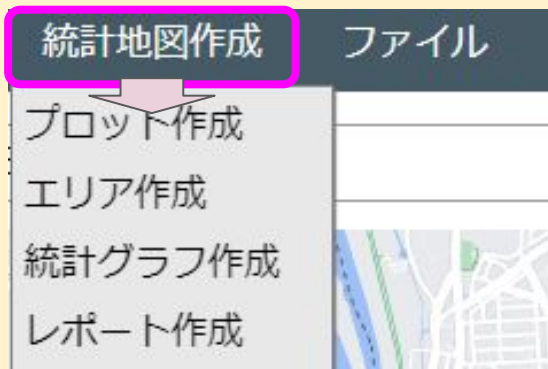 統計地図作成 ファイル
プロット作成
エリア作成
統計グラフ作成
レポート作成